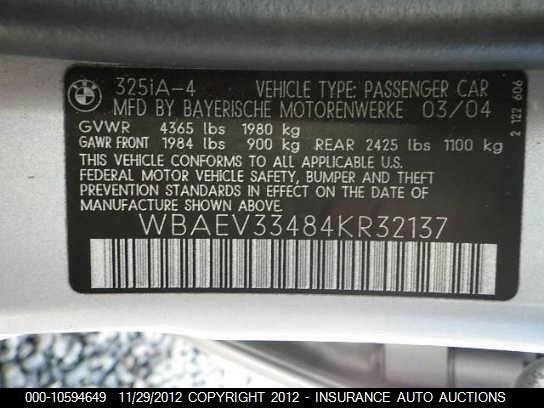 BMW
325iA-4 VEHICLE TYPE: PASSENGER CAR
MFD BY BAYERISCHE MOTORENWERKE 03/04
GVWR 4365 lbs 1980 kg
GAWR FRONT 1984 lbs 900 kg REAR 2425 lbs 1100 kg
THIS VEHICLE CONFORMS TO ALL APPLICABLE U.S.
FEDERAL MOTOR VEHICLE SAFETY, BUMPER AND THEFT
STANDARDS IN EFFECT ON THE DATE OF
MANUFACTURE SHOWN ABOVE
WBAEV33484KR32137
2 122 606
000-10594649 11/29/2012 COPYRIGHT 2012 - INSURANCE AUTO AUCTIONS